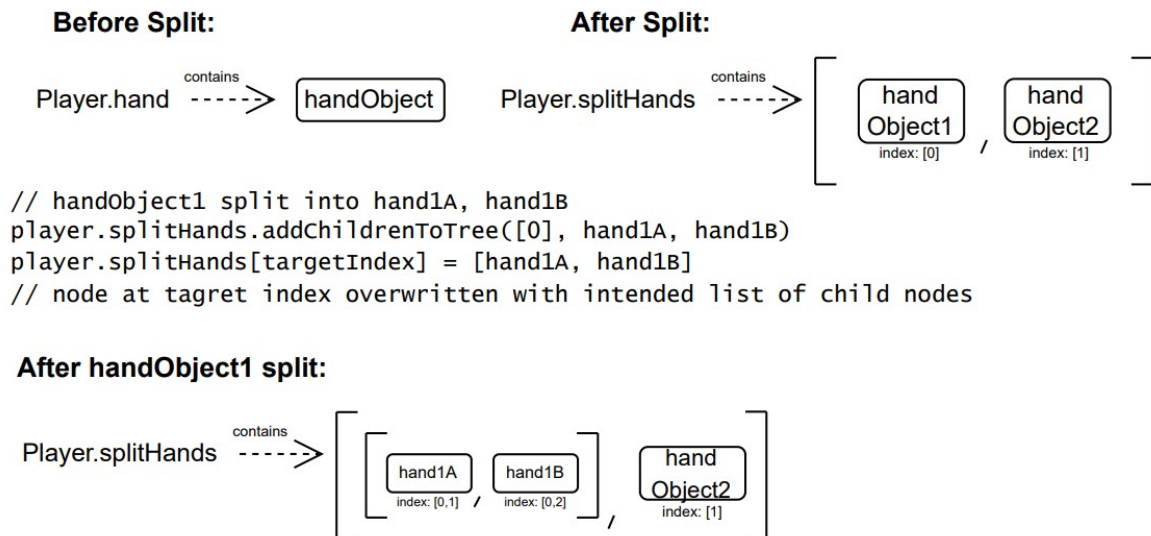 Before Split:
After Split:
Player.hand contains handObject
Player.splitHands contains hand Object1 index: [0] / hand Object2 index: [1]
// handObject1 split into hand1A, hand1B
player.splitHands.addChildrenToTree([0], hand1A, hand1B)
player.splitHands[targetIndex] = [hand1A, hand1B]
// node at tagret index overwritten with intended list of child nodes
After handObject1 split:
Player.splitHands contains hand1A index: [0,1] / hand1B index: [0,2] / hand Object2 index: [1]